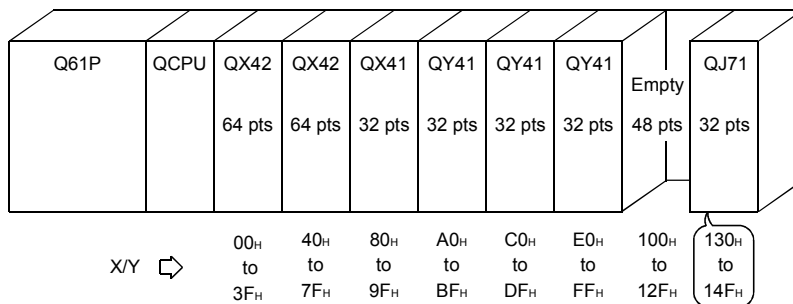 Q61P QCPU QX42 QX42 QX41 QY41 QY41 QY41 Empty QJ71
64 pts 64 pts 32 pts 32 pts 32 pts 32 pts 48 pts 32 pts
00H 40H 80H A0H C0H E0H 100H 130H
X/Y to to to to to to to to
3FH 7FH 9FH BFH DFH FFH 12FH 14FH